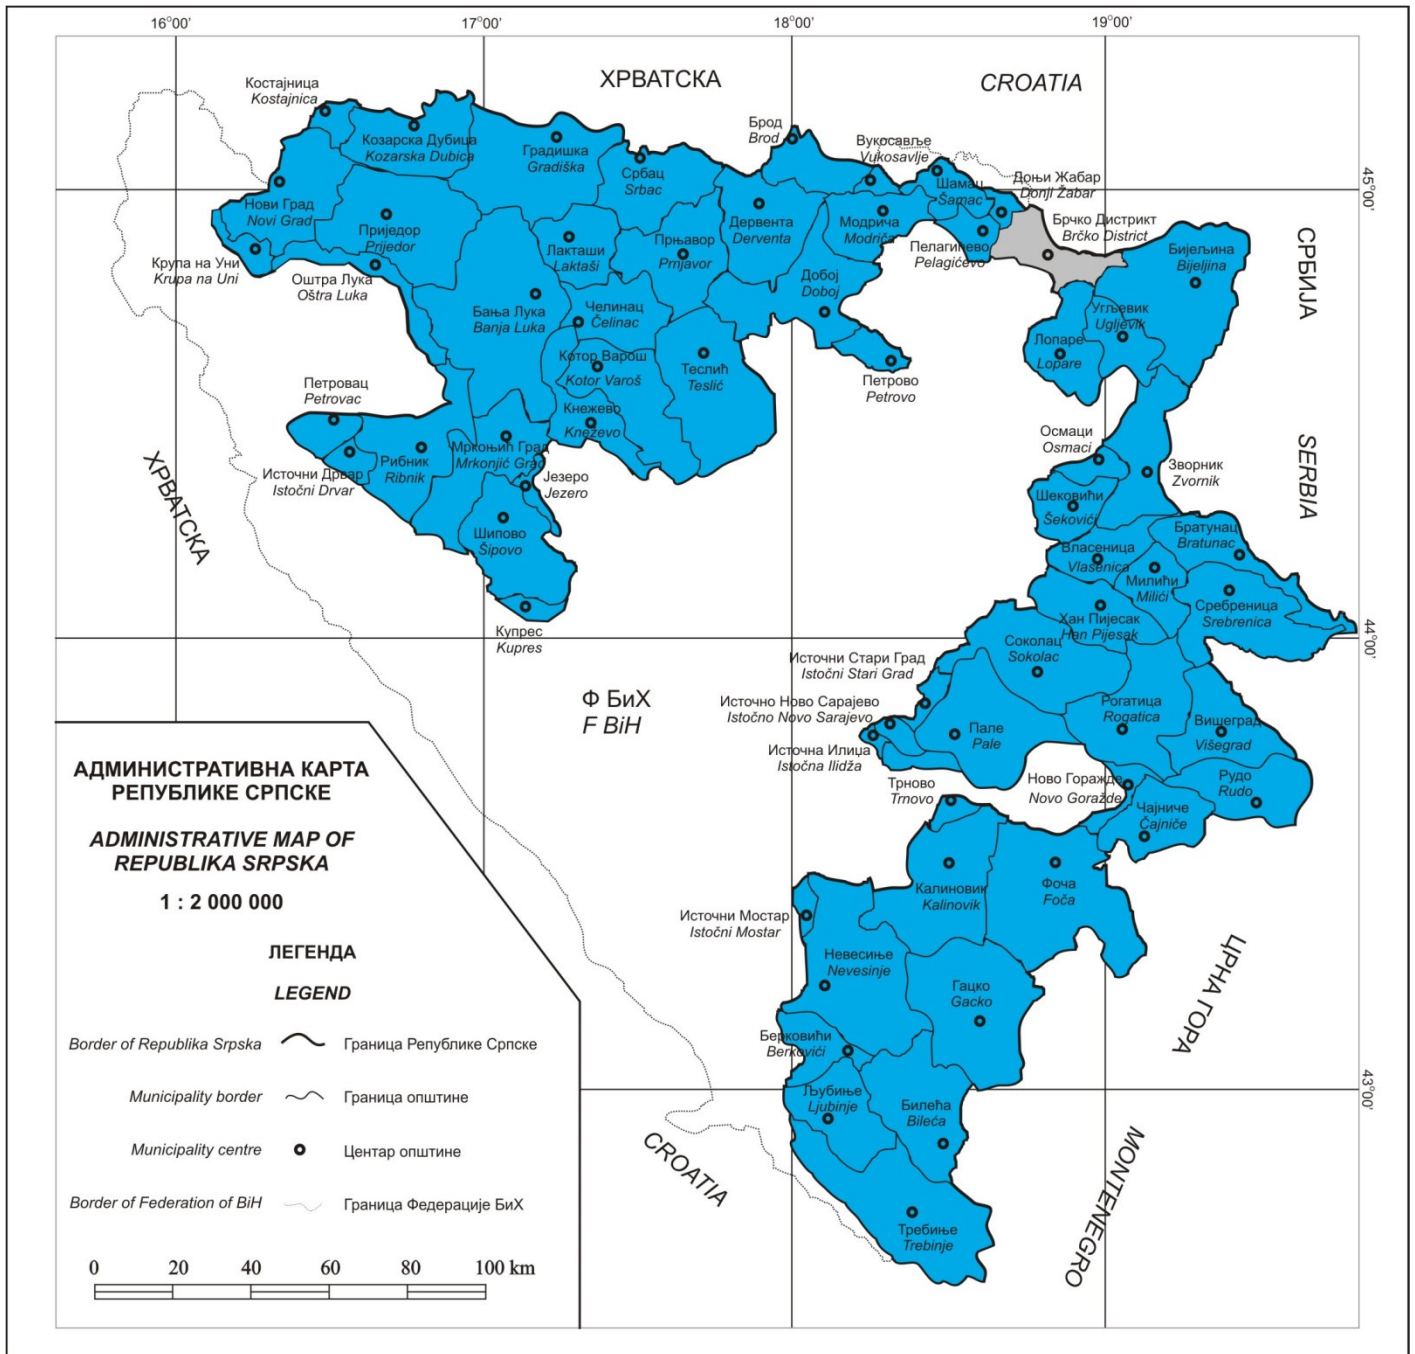 16°00'
17°00'
18°00'
19°00'
ХРВАТСКА
CROATIA
Костајница
Kostajnica
Козарска Дубица
Kozarska Dubica
Градишка
Gradiška
Србац
Srbac
Брод
Brod
Вукосавље
Vukosavlje
Шамац
Šamac
Доњи Жабар
Donji Žabar
Брчко Дистрикт
Brčko District
45°00'
Нови Град
Novi Grad
Приједор
Prijedor
Лакташи
Laktaši
Прњавор
Prnjavor
Дервента
Derventa
Модрича
Modriča
Пелагићево
Pelagićevo
Бијељина
Bijeljina
СРБИЈА
Крупа на Уни
Krupa na Uni
Оштра Лука
Oštra Luka
Бања Лука
Banja Luka
Челинац
Čelinac
Добој
Doboj
Угљевик
Ugljevik
Лопаре
Lopare
Котор Варош
Kotor Varoš
Теслић
Teslić
Петрово
Petrovo
Петровац
Petrovac
Кнежево
Kneževo
Осмаци
Osmaci
SERBIA
Источни Дрвар
Istočni Drvar
Рибник
Ribnik
Мркоњић Град
Mrkonjić Grad
Језеро
Jezero
Зворник
Zvornik
ХРВАТСКА
Шековићи
Šekovići
Шипово
Šipovo
Братунац
Bratunac
Власеница
Vlasenica
Милићи
Milići
Сребреница
Srebrenica
Хан Пијесак
Han Pijesak
Купрес
Kupres
44°00'
Соколац
Sokolac
Источни Стари Град
Istočni Stari Grad
Ф БиХ
F BiH
Источно Ново Сарајево
Istočno Novo Sarajevo
Рогатица
Rogatica
Вишеград
Višegrad
Пале
Pale
Источна Илиџа
Istočna Ilidža
Трново
Trnovo
Ново Горажде
Novo Goražde
Рудо
Rudo
Чајниче
Čajniče
Калиновик
Kalinovik
Фоча
Foča
Источни Мостар
Istočni Mostar
Невесиње
Nevesinje
Гацко
Gacko
ЦРНА ГОРА
Берковићи
Berkovići
Љубиње
Ljubinje
Билећа
Bileća
43°00'
CROATIA
MONTENEGRO
Требиње
Trebinje
АДМИНИСТРАТИВНА КАРТА
РЕПУБЛИКЕ СРПСКЕ
ADMINISTRATIVE MAP OF
REPUBLIKA SRPSKA
1 : 2 000 000
ЛЕГЕНДА
LEGEND
Border of Republika Srpska Граница Републике Српске
Municipality border Граница општине
Municipality centre Центар општине
Border of Federation of BiH Граница Федерације БиХ
0 20 40 60 80 100 km